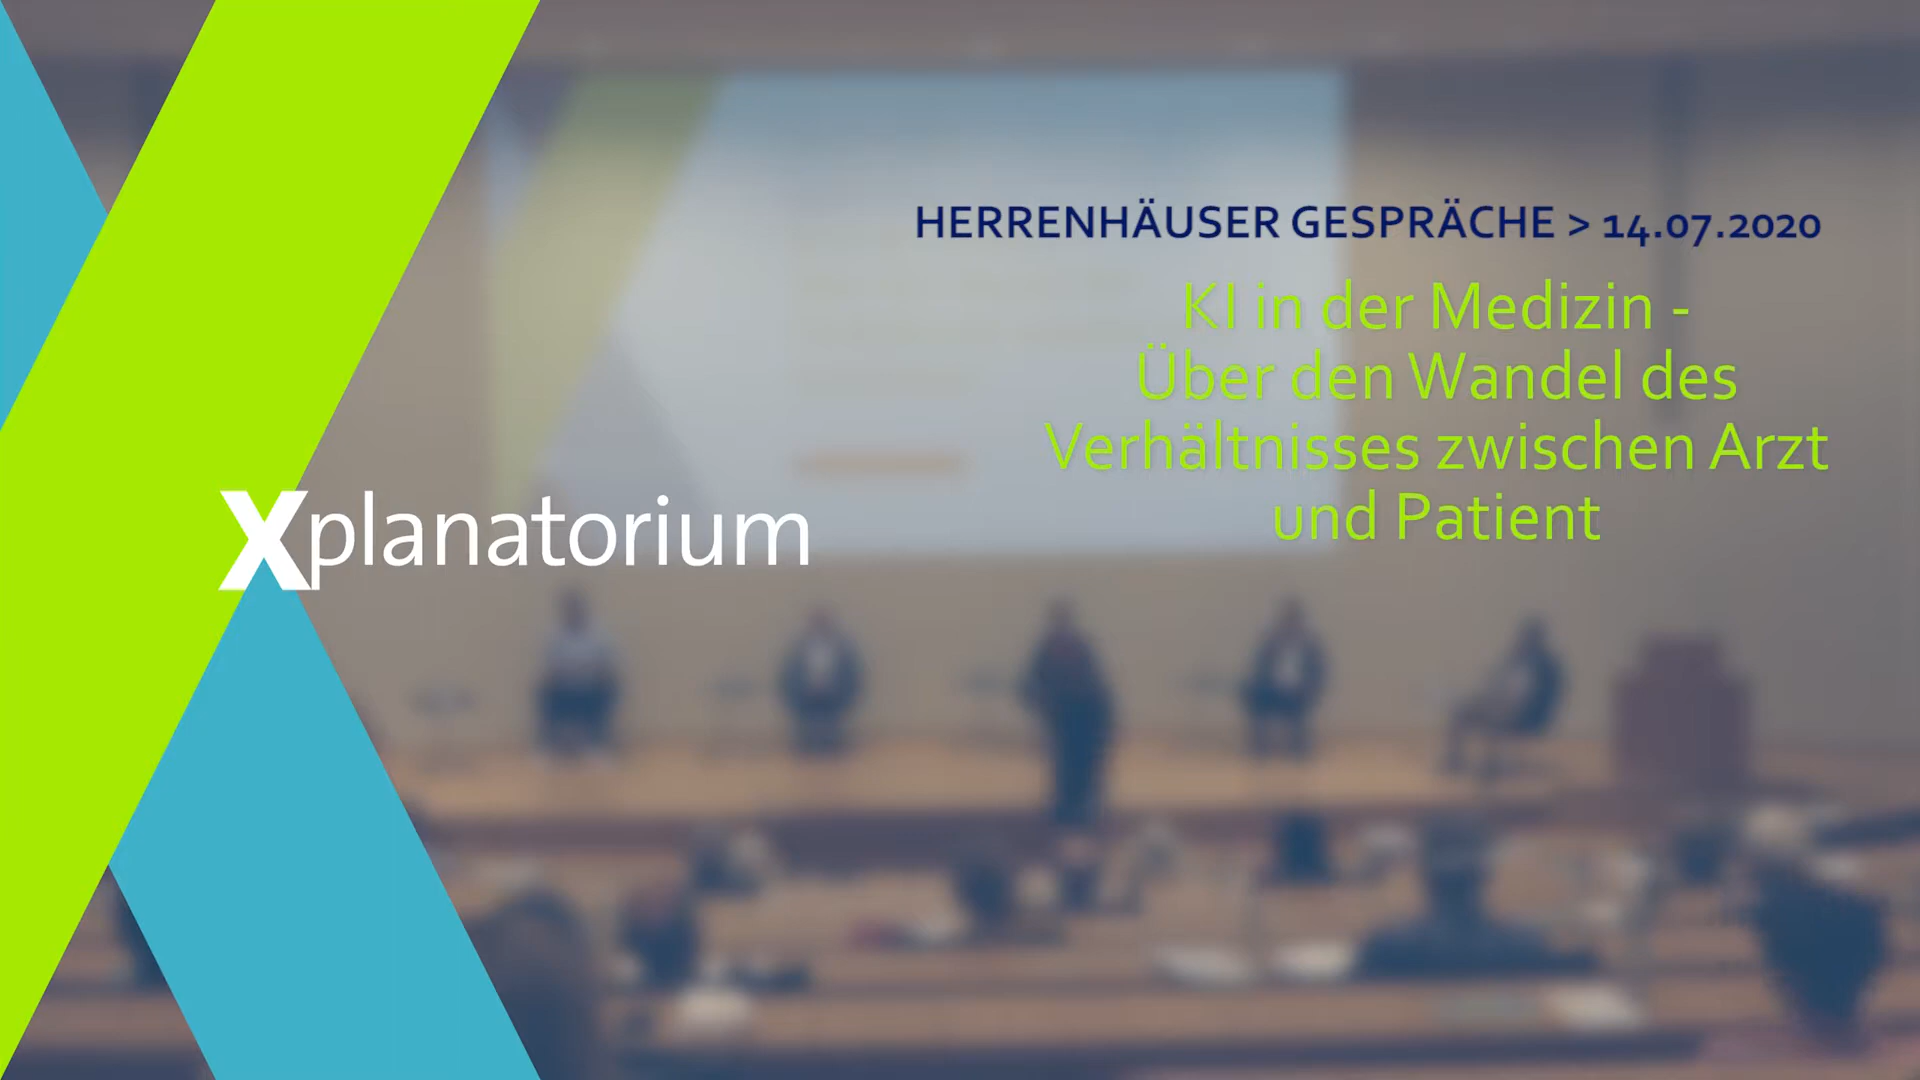 HERRENHÄUSER GESPRÄCHE > 14.07.2020
KI in der Medizin -
Über den Wandel des
Verhältnisses zwischen Arzt
und Patient
Xplanatorium